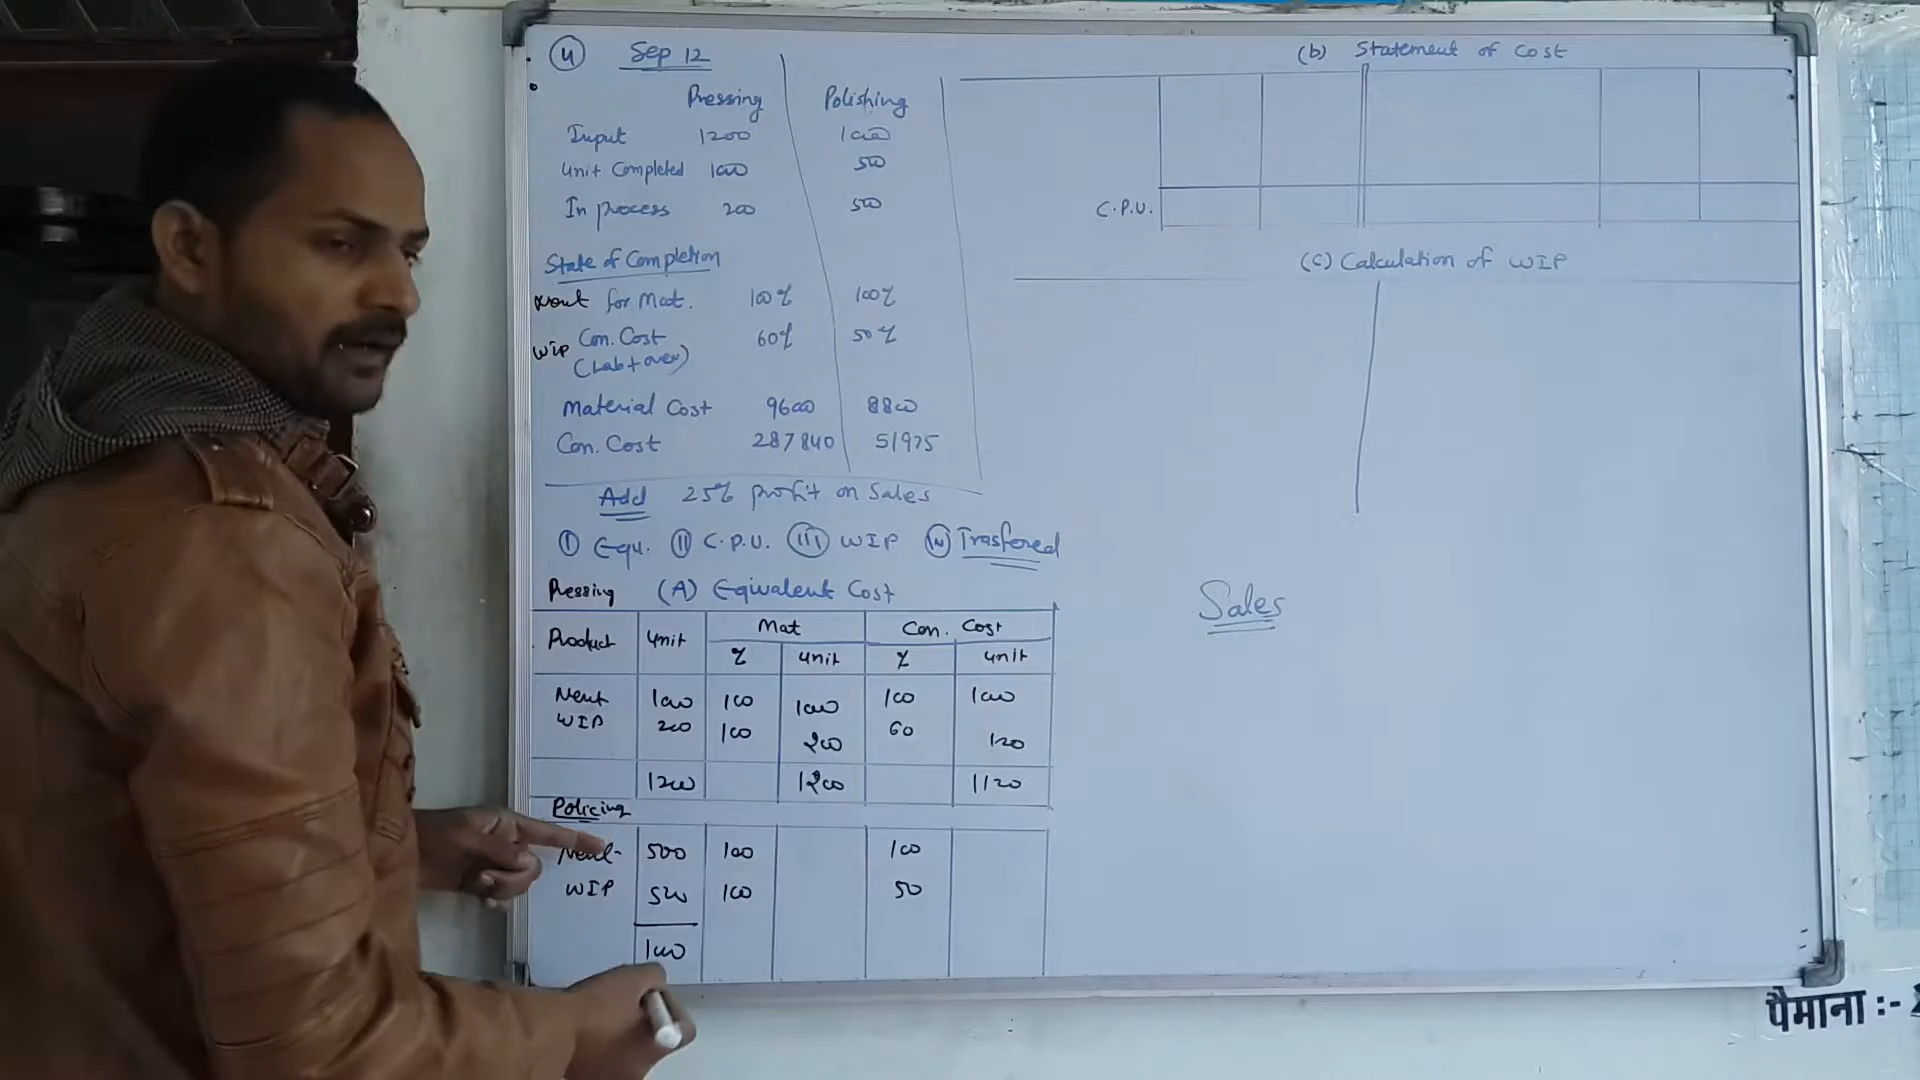 4 Sep 12
Pressing Polishing
Input 1200 1000
Unit Completed 1000 500
In process 200 500
State of Completion
for Mat. 100% 100%
WIP Con. Cost 60% 50%
(Lab + over)
Material Cost 9600 8800
Con. Cost 287840 51975
Add 25% profit on Sales
I Equ. II C.P.U. III WIP IV Trasfered
Pressing (A) Eqivalent Cost
Product Unit Mat Con. Cost
% Unit % Unit
Next 1000 100 1000 100 1000
WIP 200 100 200 60 120
1200 1200 1120
Policing
Next 500 100 100
WIP 500 100 50
1000
(b) Statement of Cost
C.P.U.
(c) Calculation of WIP
Sales
पैमाना :-